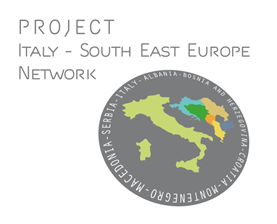 PROJECT
ITALY - SOUTH EAST EUROPE
NETWORK
MACEDONIA-SERBIA-ITALY-ALBANIA-BOSNIA AND HERZEGOVINA-CROATIA-MONTENEGRO-